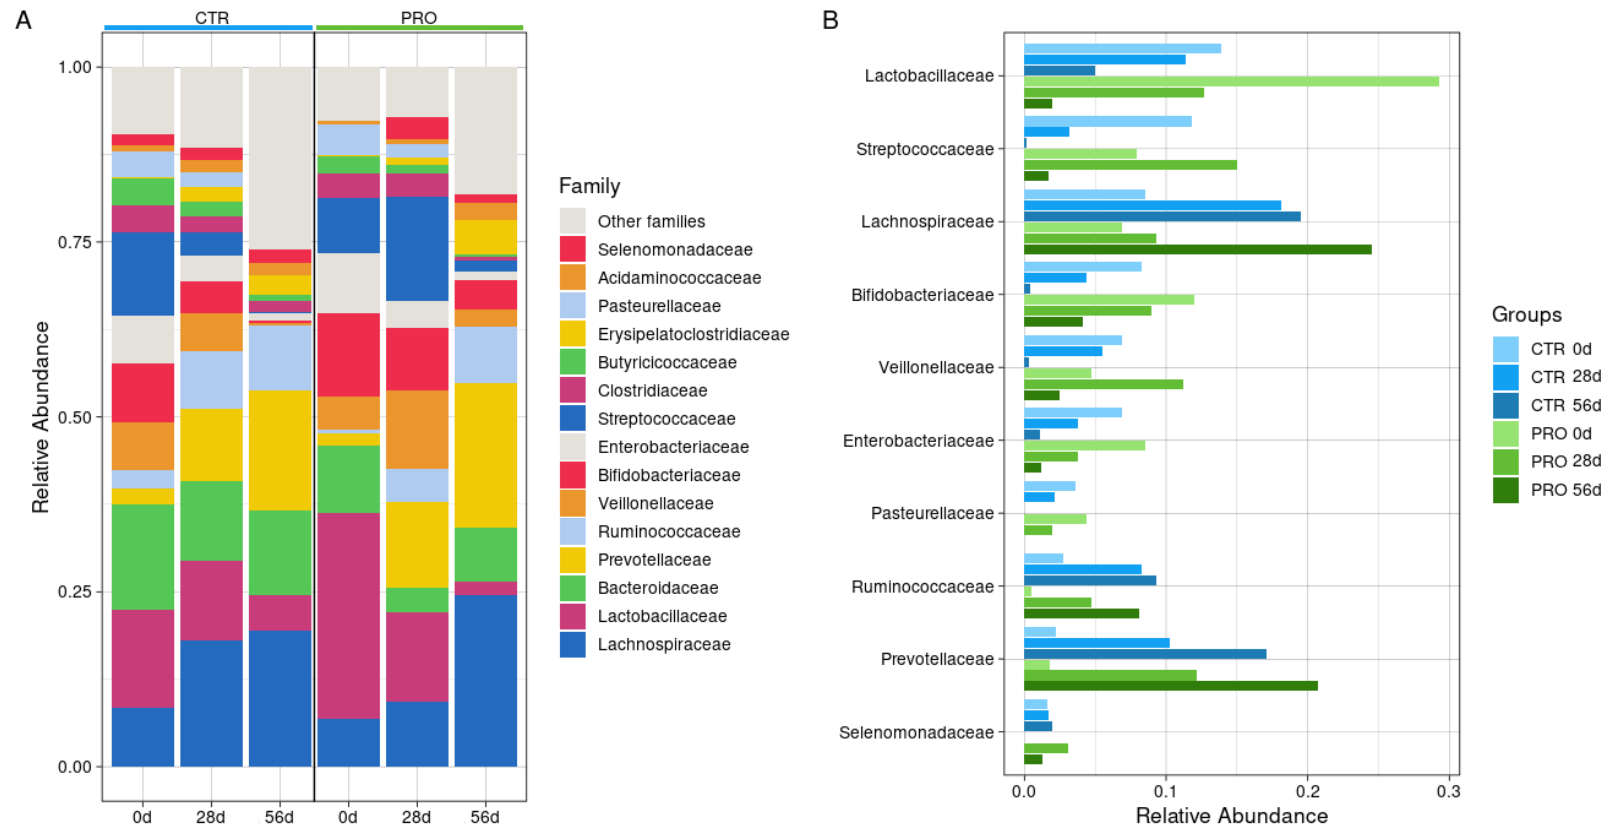 A
CTR PRO
1.00
0.75
0.50
0.25
0.00
Relative Abundance
0d 28d 56d 0d 28d 56d
Family
Other families
Selenomonadaceae
Acidaminococcaceae
Pasteurellaceae
Erysipelatoclostridiaceae
Butyricicoccaceae
Clostridiaceae
Streptococcaceae
Enterobacteriaceae
Bifidobacteriaceae
Veillonellaceae
Ruminococcaceae
Prevotellaceae
Bacteroidaceae
Lactobacillaceae
Lachnospiraceae
B
Lactobacillaceae
Streptococcaceae
Lachnospiraceae
Bifidobacteriaceae
Veillonellaceae
Enterobacteriaceae
Pasteurellaceae
Ruminococcaceae
Prevotellaceae
Selenomonadaceae
0.0 0.1 0.2 0.3
Relative Abundance
Groups
CTR 0d
CTR 28d
CTR 56d
PRO 0d
PRO 28d
PRO 56d